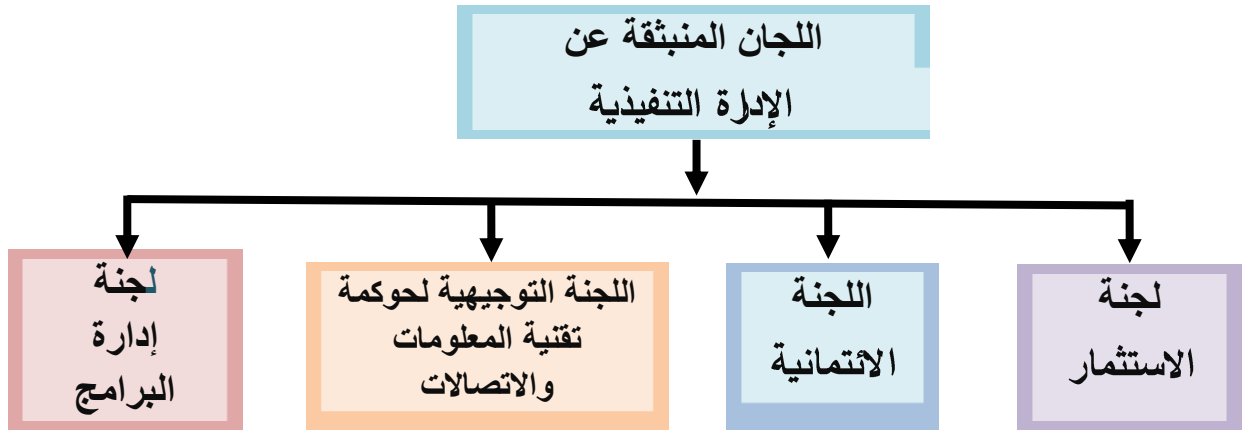 اللجان المنبثقة عن
الإدارة التنفيذية
لجنة
الاستثمار
اللجنة
الائتمانية
اللجنة التوجيهية لحوكمة
تقنية المعلومات
والاتصالات
لجنة
إدارة
البرامج